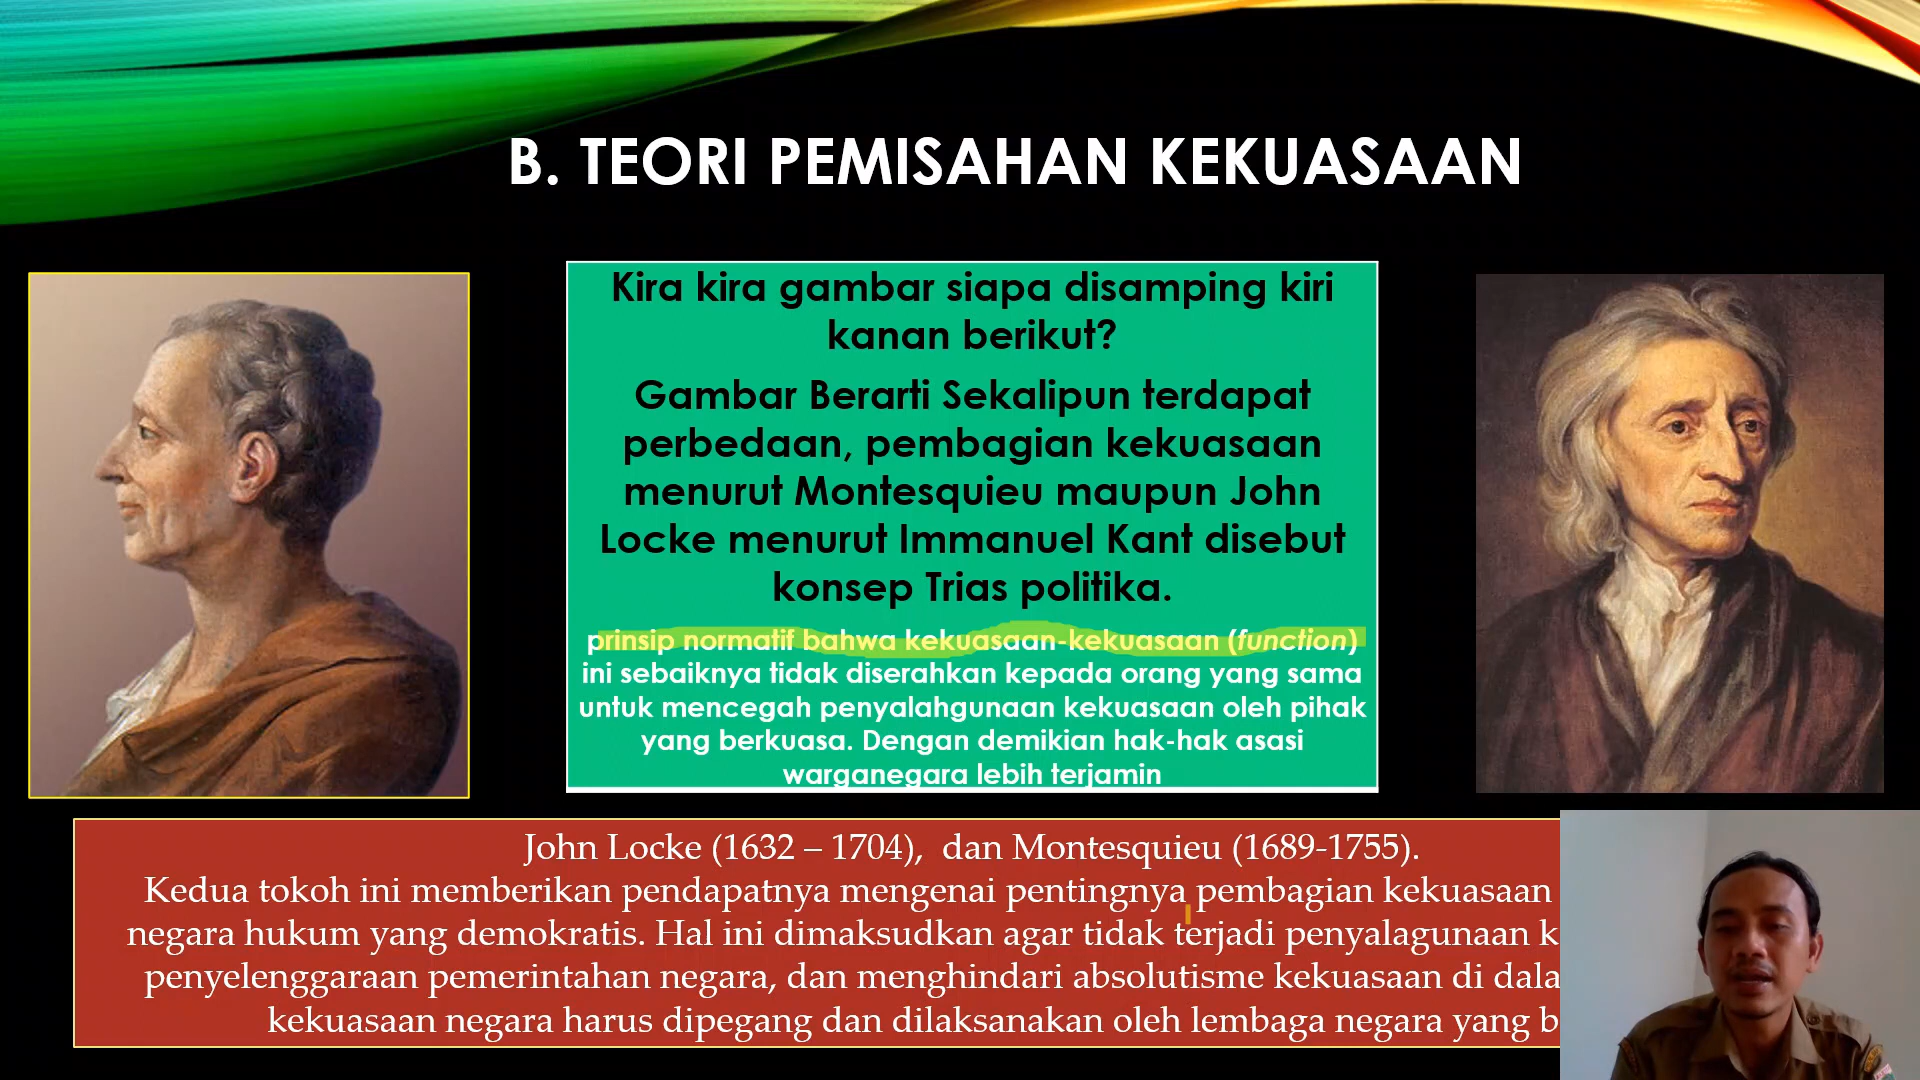 B. TEORI PEMISAHAN KEKUASAAN
Kira kira gambar siapa disamping kiri
kanan berikut?
Gambar Berarti Sekalipun terdapat
perbedaan, pembagian kekuasaan
menurut Montesquieu maupun John
Locke menurut Immanuel Kant disebut
konsep Trias politika.
prinsip normatif bahwa kekuasaan-kekuasaan (function)
ini sebaiknya tidak diserahkan kepada orang yang sama
untuk mencegah penyalahgunaan kekuasaan oleh pihak
yang berkuasa. Dengan demikian hak-hak asasi
warganegara lebih terjamin
John Locke (1632 – 1704), dan Montesquieu (1689-1755).
Kedua tokoh ini memberikan pendapatnya mengenai pentingnya pembagian kekuasaan
negara hukum yang demokratis. Hal ini dimaksudkan agar tidak terjadi penyalagunaan k
penyelenggaraan pemerintahan negara, dan menghindari absolutisme kekuasaan di dala
kekuasaan negara harus dipegang dan dilaksanakan oleh lembaga negara yang b